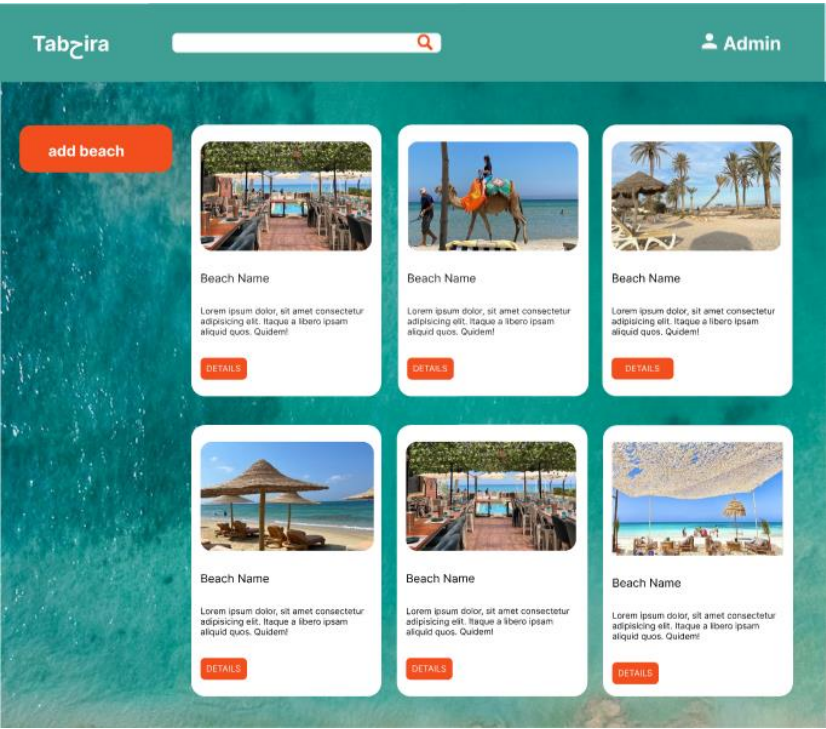 Tabحira
Admin
add beach
Beach Name
Lorem ipsum dolor, sit amet consectetur
adipisicing elit. Itaque a libero ipsam
aliquid quos. Quidem!
DETAILS
Beach Name
Lorem ipsum dolor, sit amet consectetur
adipisicing elit. Itaque a libero ipsam
aliquid quos. Quidem!
DETAILS
Beach Name
Lorem ipsum dolor, sit amet consectetur
adipisicing elit. Itaque a libero ipsam
aliquid quos. Quidem!
DETAILS
Beach Name
Lorem ipsum dolor, sit amet consectetur
adipisicing elit. Itaque a libero ipsam
aliquid quos. Quidem!
DETAILS
Beach Name
Lorem ipsum dolor, sit amet consectetur
adipisicing elit. Itaque a libero ipsam
aliquid quos. Quidem!
DETAILS
Beach Name
Lorem ipsum dolor, sit amet consectetur
adipisicing elit. Itaque a libero ipsam
aliquid quos. Quidem!
DETAILS